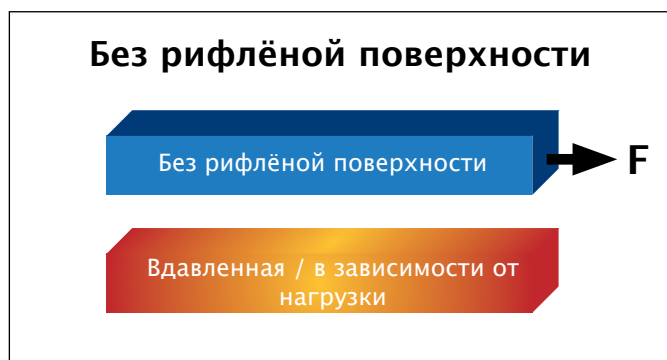 Без рифлёной поверхности
Без рифлёной поверхности
F
Вдавленная / в зависимости от
нагрузки